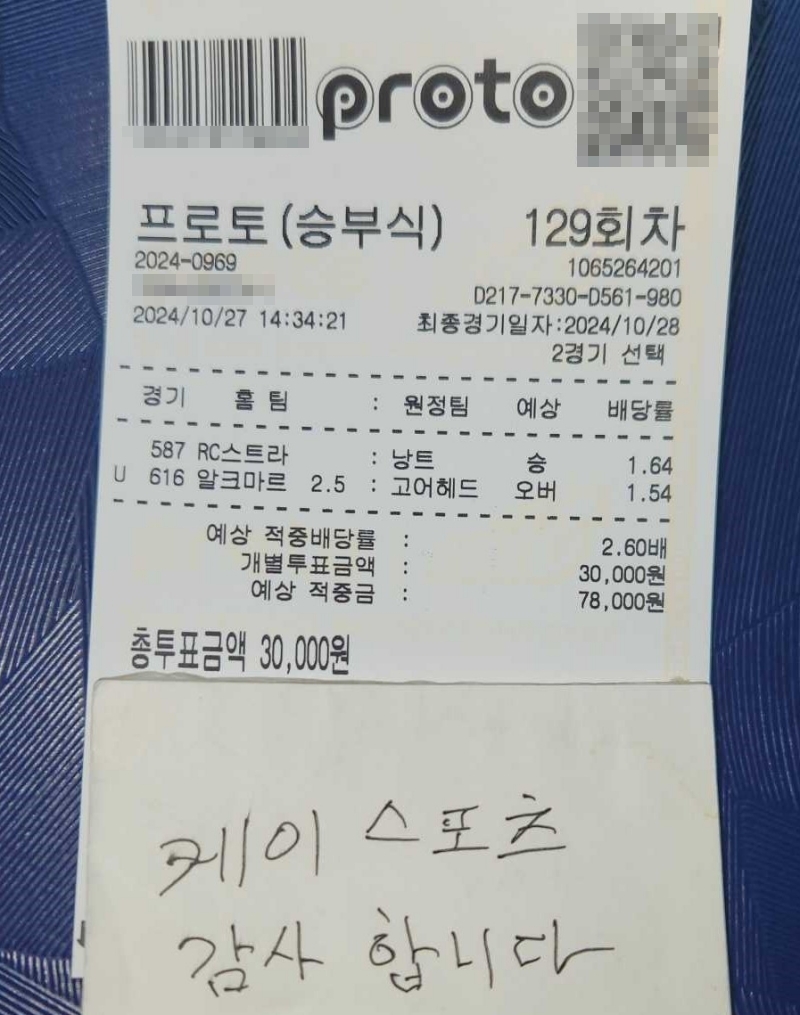 proto
프로토(승부식) 129회차
2024-0969 1065264201
D217-7330-D561-980
2024/10/27 14:34:21 최종경기일자:2024/10/28
2경기 선택
경기 홈 팀 : 원정팀 예상 배당률
587 RC스트라 : 낭트 승 1.64
U 616 알크마르 2.5 : 고어헤드 오버 1.54
예상 적중배당률 : 2.60배
개별투표금액 : 30,000원
예상 적중금 : 78,000원
총투표금액 30,000원
케이 스포츠
감사 합니다